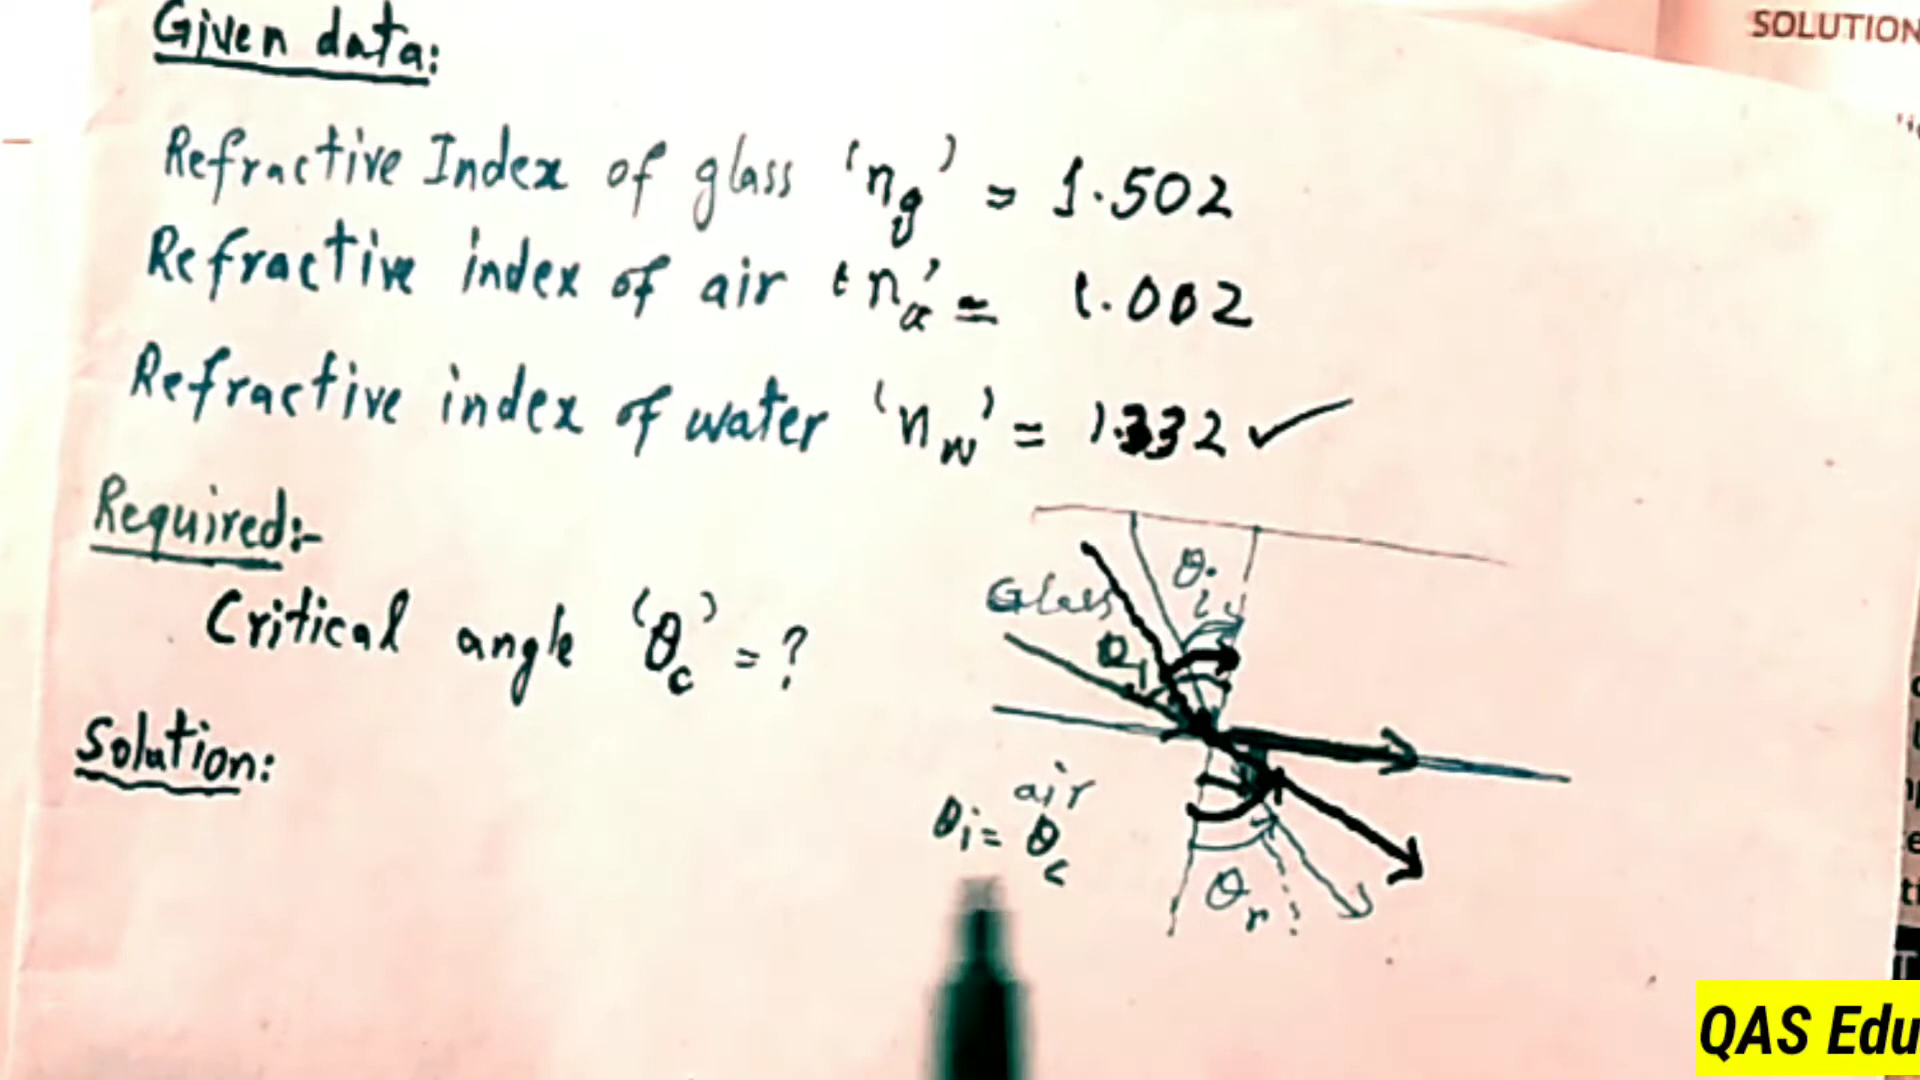 SOLUTION
Given data:
Refractive Index of glass 'ng' = 1.502
Refractive index of air 'na' = 1.002
Refractive index of water 'nw' = 1.332 ✓
Required:-
Critical angle 'θc' = ?
Solution:
θi
Glass
air
θi = θc
θr
QAS Edu